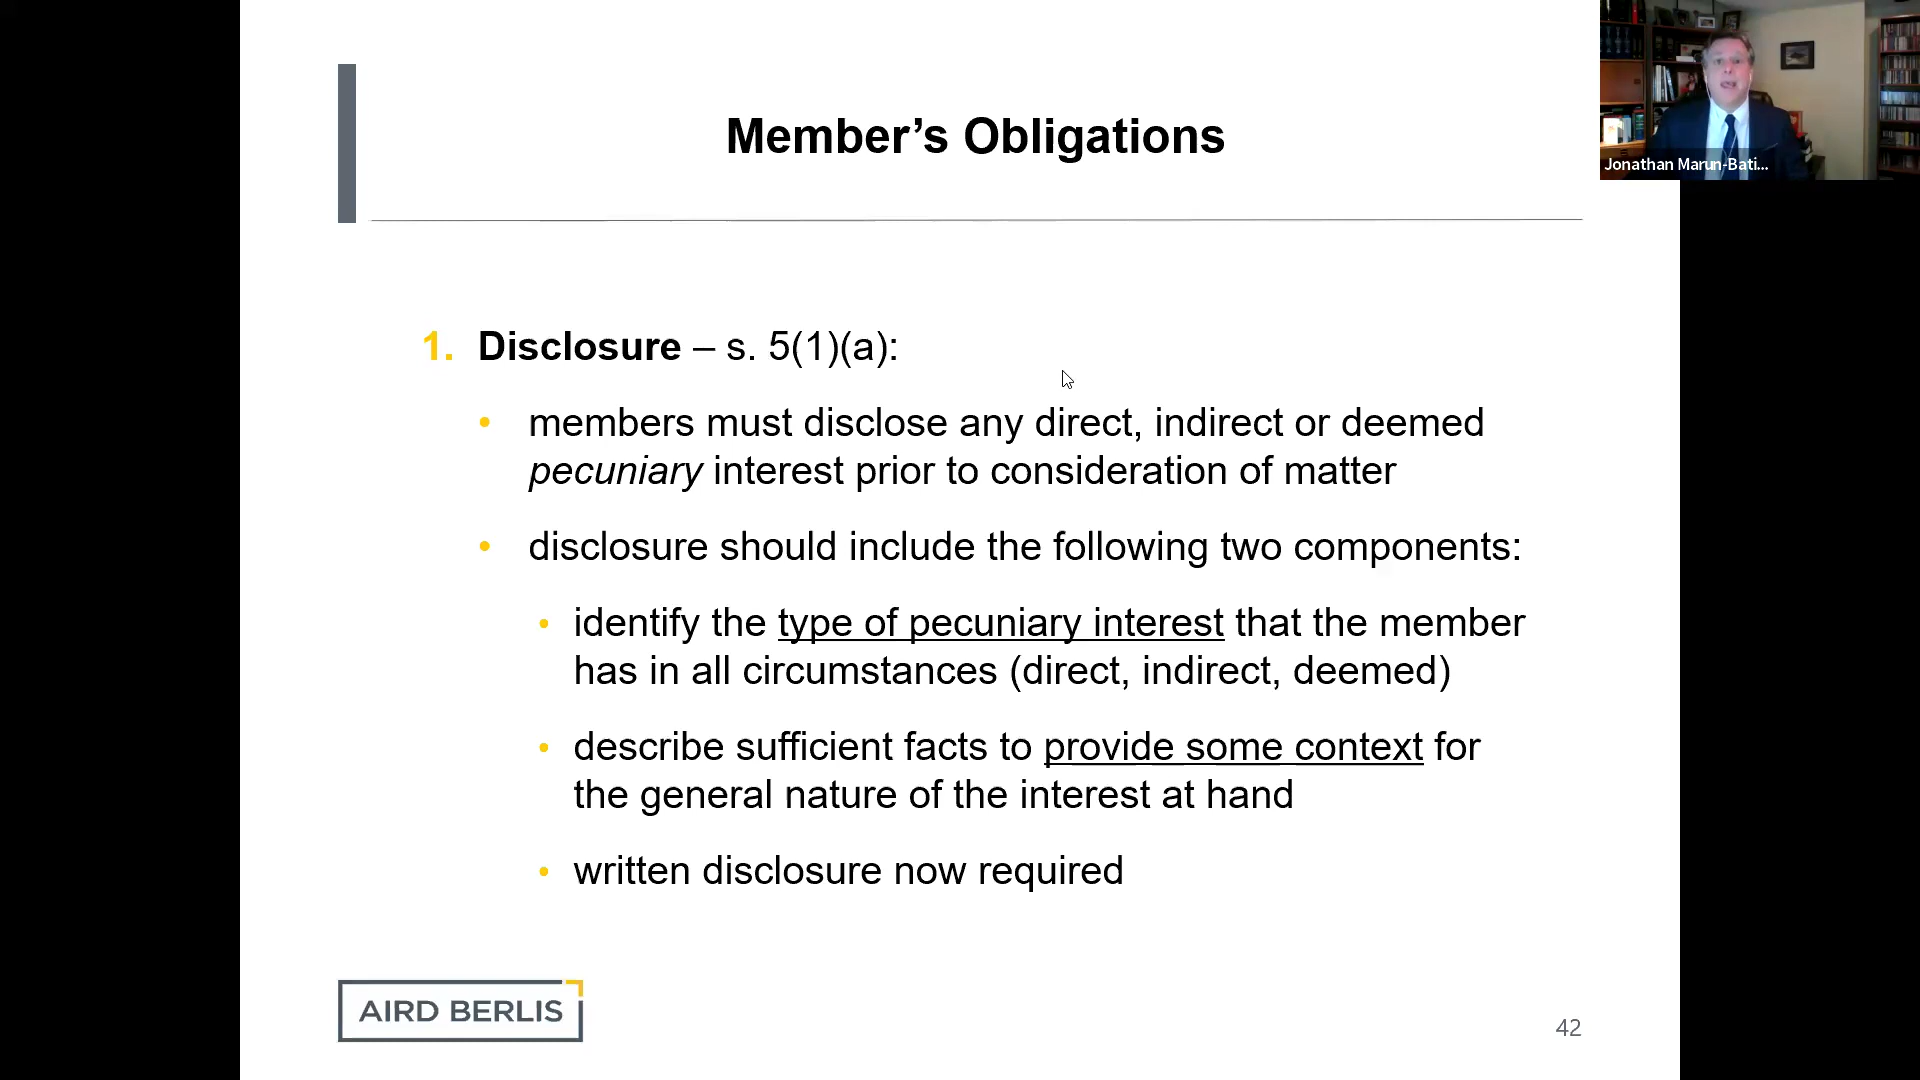 Member’s Obligations
Jonathan Marun-Bati...
1. Disclosure – s. 5(1)(a):
• members must disclose any direct, indirect or deemed
pecuniary interest prior to consideration of matter
• disclosure should include the following two components:
• identify the type of pecuniary interest that the member
has in all circumstances (direct, indirect, deemed)
• describe sufficient facts to provide some context for
the general nature of the interest at hand
• written disclosure now required
AIRD BERLIS
42